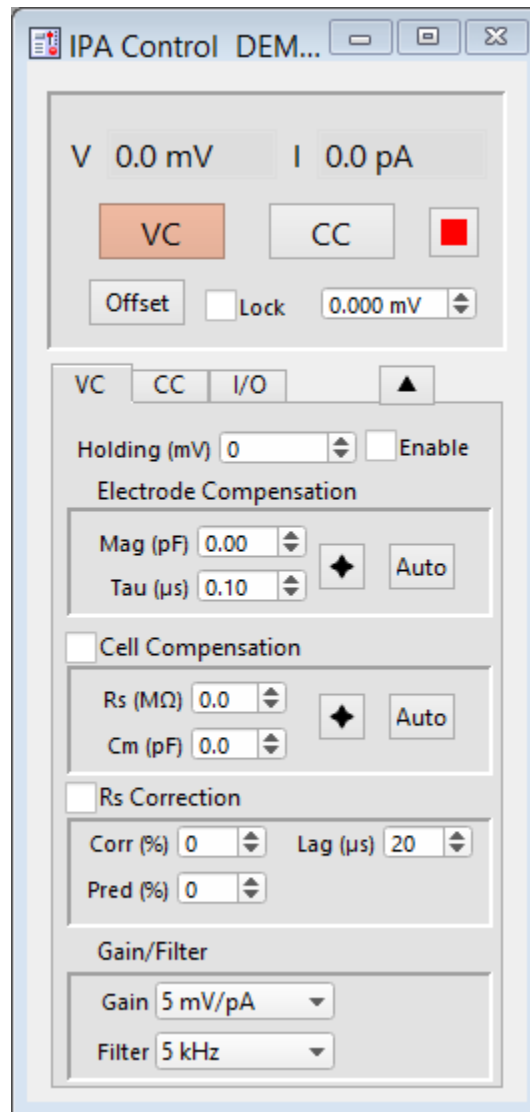 IPA Control DEM...
V 0.0 mV I 0.0 pA
VC CC
Offset Lock 0.000 mV
VC CC I/O
Holding (mV) 0 Enable
Electrode Compensation
Mag (pF) 0.00
Tau (µs) 0.10
Auto
Cell Compensation
Rs (MΩ) 0.0
Cm (pF) 0.0
Auto
Rs Correction
Corr (%) 0 Lag (µs) 20
Pred (%) 0
Gain/Filter
Gain 5 mV/pA
Filter 5 kHz